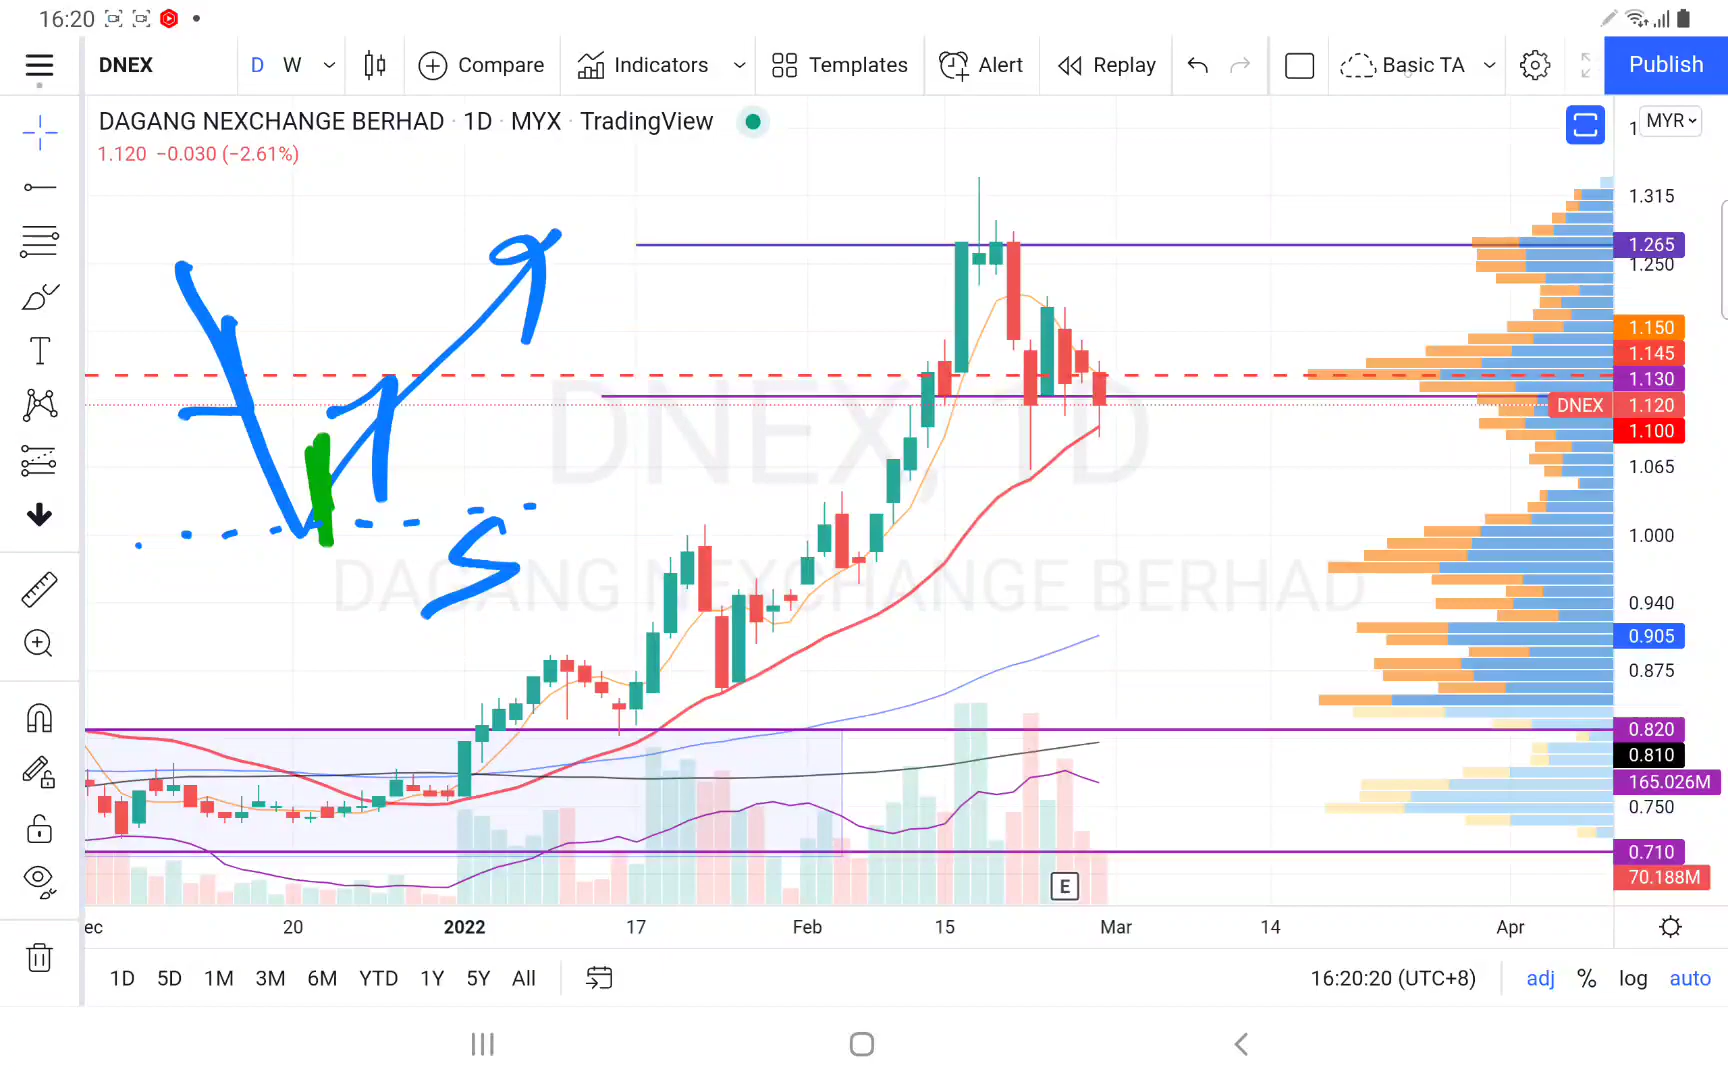 16:20
DNEX D W Compare Indicators Templates Alert Replay Basic TA Publish
DAGANG NEXCHANGE BERHAD · 1D · MYX · TradingView
1.120 −0.030 (−2.61%)
MYR
1.315
1.265
1.250
1.150
1.145
1.130
DNEX 1.120
1.100
1.065
1.000
0.940
0.905
0.875
0.820
0.810
165.026M
0.750
0.710
70.188M
DNEX, 1D
DAGANG NEXCHANGE BERHAD
S
E
ec 20 2022 17 Feb 15 Mar 14 Apr
1D 5D 1M 3M 6M YTD 1Y 5Y All 16:20:20 (UTC+8) adj % log auto